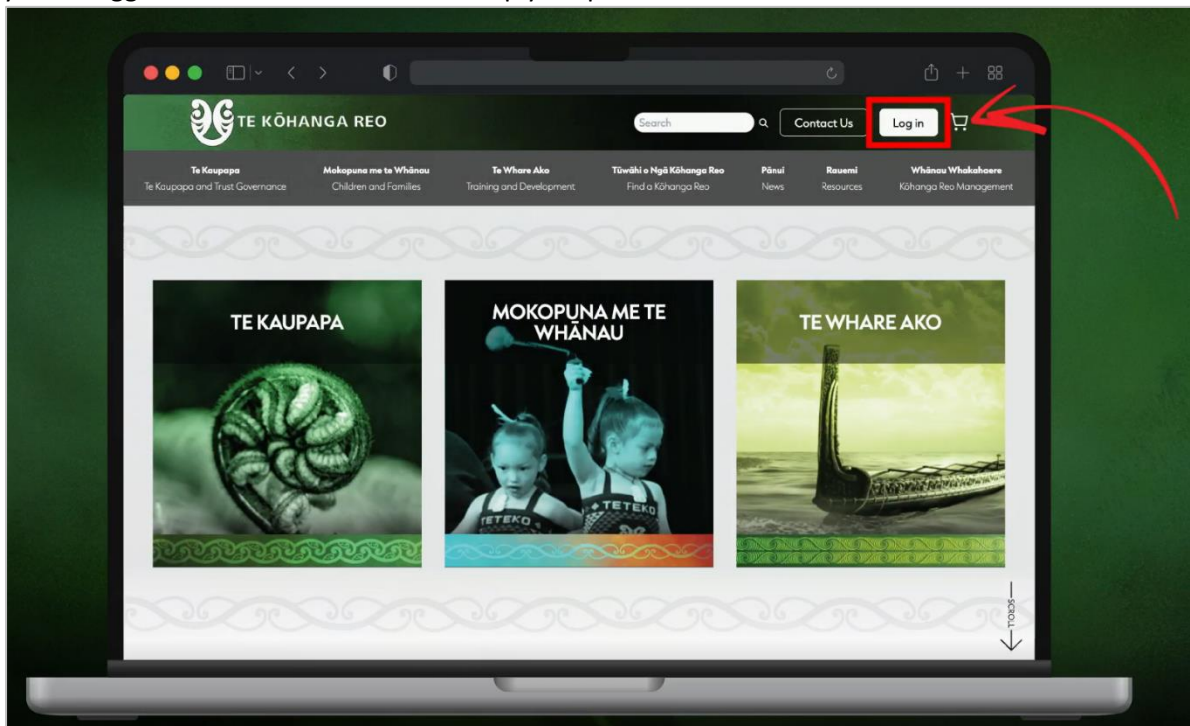 TE KŌHANGA REO
Search
Contact Us
Log in
Te Kaupapa
Te Kaupapa and Trust Governance
Mokopuna me te Whānau
Children and Families
Te Whare Ako
Training and Development
Tūwāhi o Ngā Kōhanga Reo
Find a Kōhanga Reo
Pānui
News
Rauemi
Resources
Whānau Whakahaere
Kōhanga Reo Management
TE KAUPAPA
MOKOPUNA ME TE
WHĀNAU
TE WHARE AKO
TETEKO
TETEKO
SCROLL